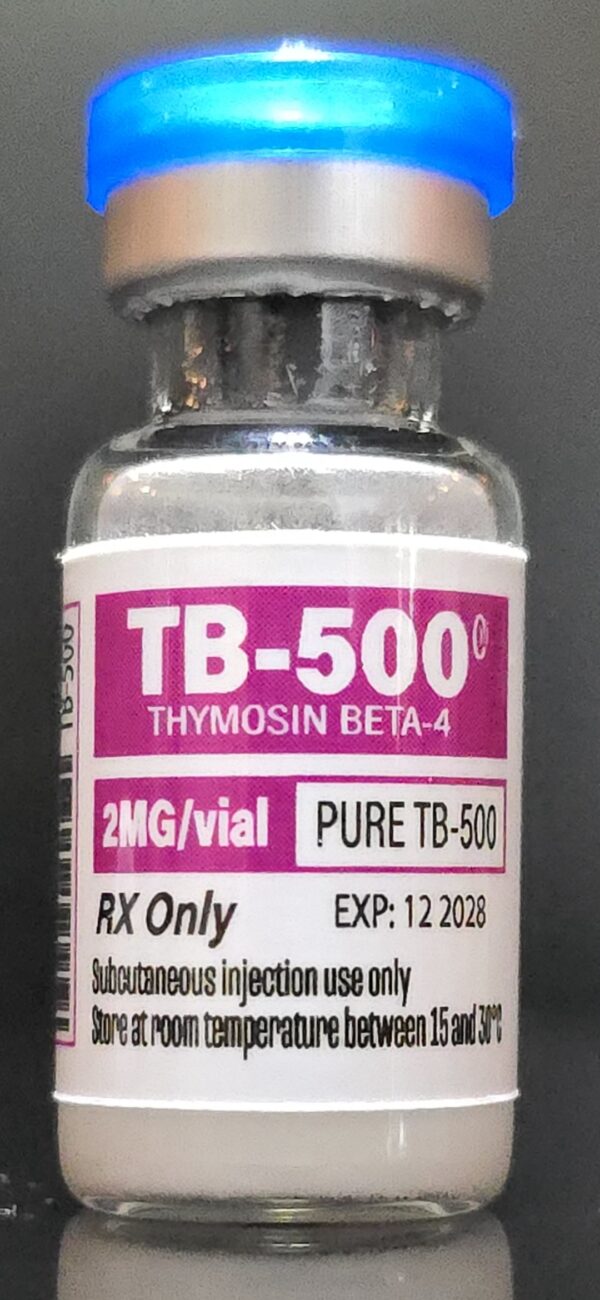 TB-500®
THYMOSIN BETA-4
2MG/vial PURE TB-500
RX Only EXP: 12 2028
Subcutaneous injection use only
Store at room temperature between 15 and 30°C
TB-500